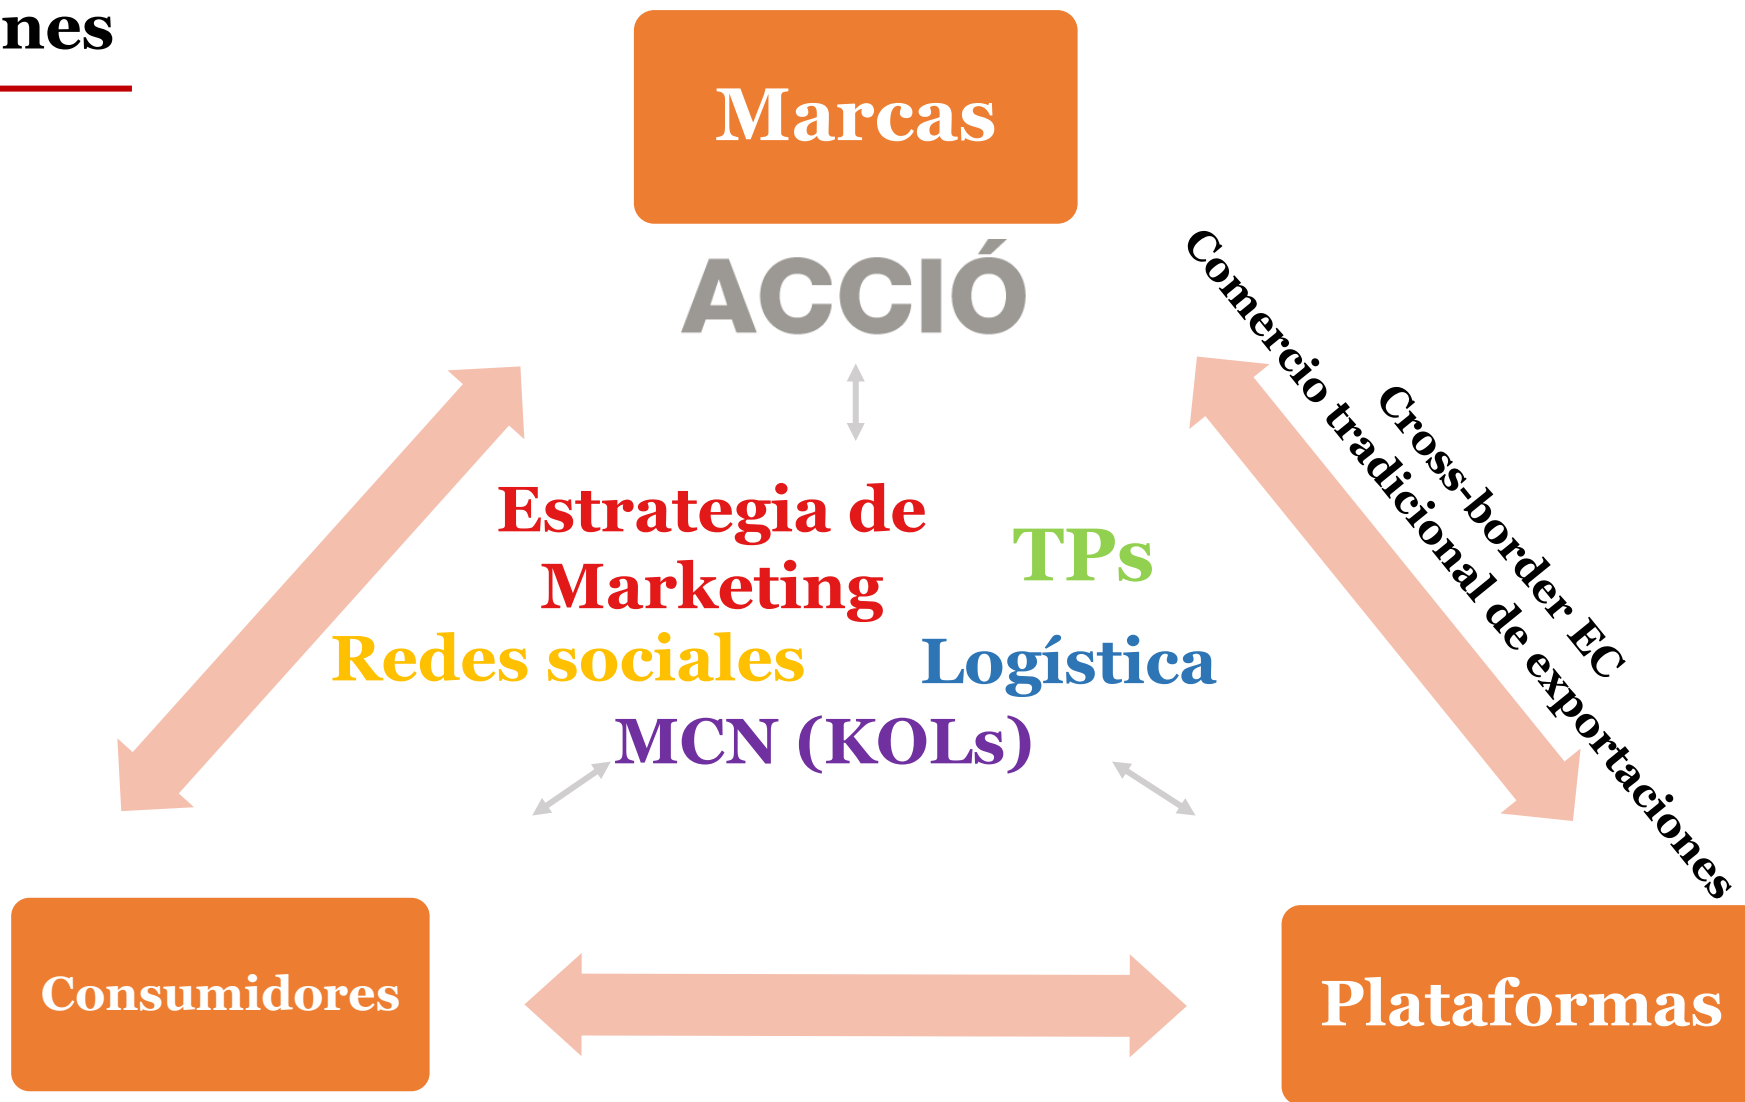 nes
Marcas
ACCIÓ
Comercio tradicional de exportaciones
Cross-border EC
Estrategia de
Marketing
TPs
Redes sociales
Logística
MCN (KOLs)
Consumidores
Plataformas